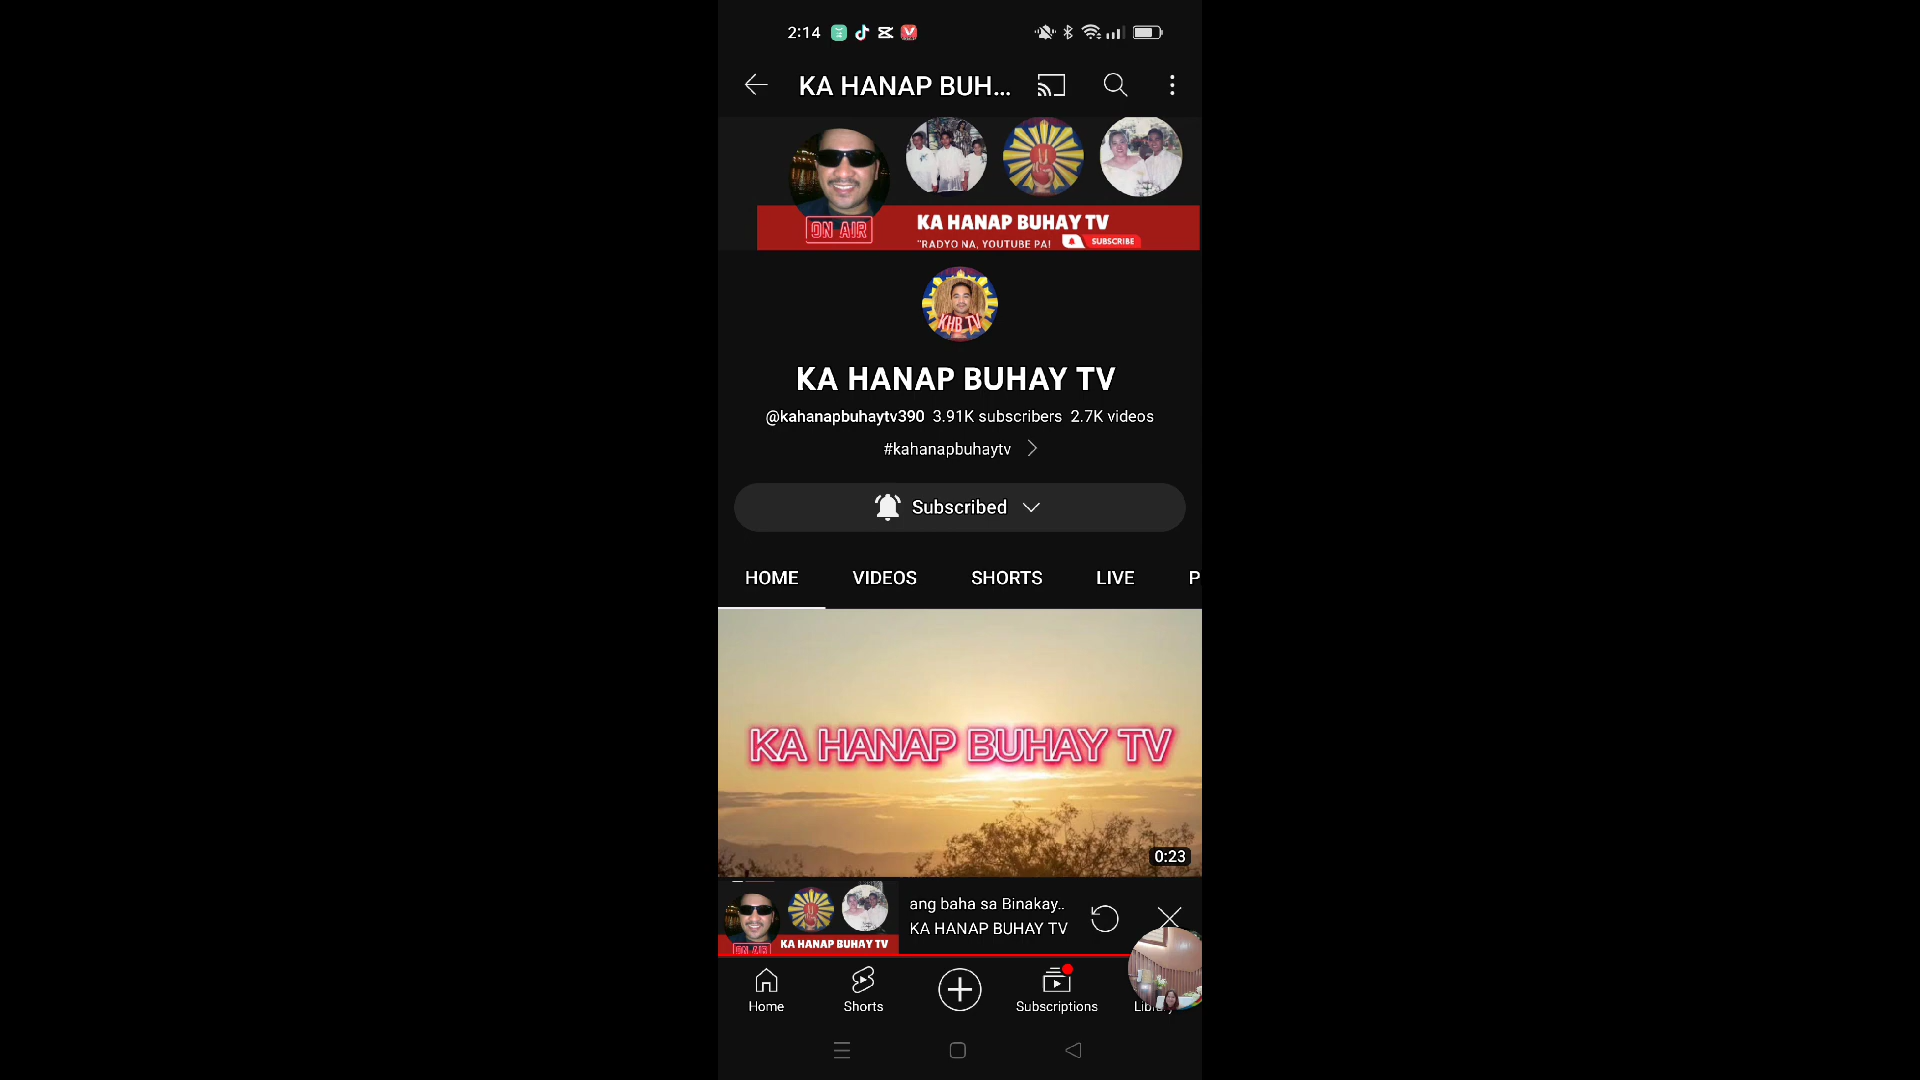 2:14
KA HANAP BUH...
ON AIR
KA HANAP BUHAY TV
"RADYO NA, YOUTUBE PA!
SUBSCRIBE
KHB TV
KA HANAP BUHAY TV
@kahanapbuhaytv390 3.91K subscribers 2.7K videos
#kahanapbuhaytv
Subscribed
HOME VIDEOS SHORTS LIVE P
KA HANAP BUHAY TV
0:23
ang baha sa Binakay..
KA HANAP BUHAY TV
ON AIR
KA HANAP BUHAY TV
Home Shorts Subscriptions